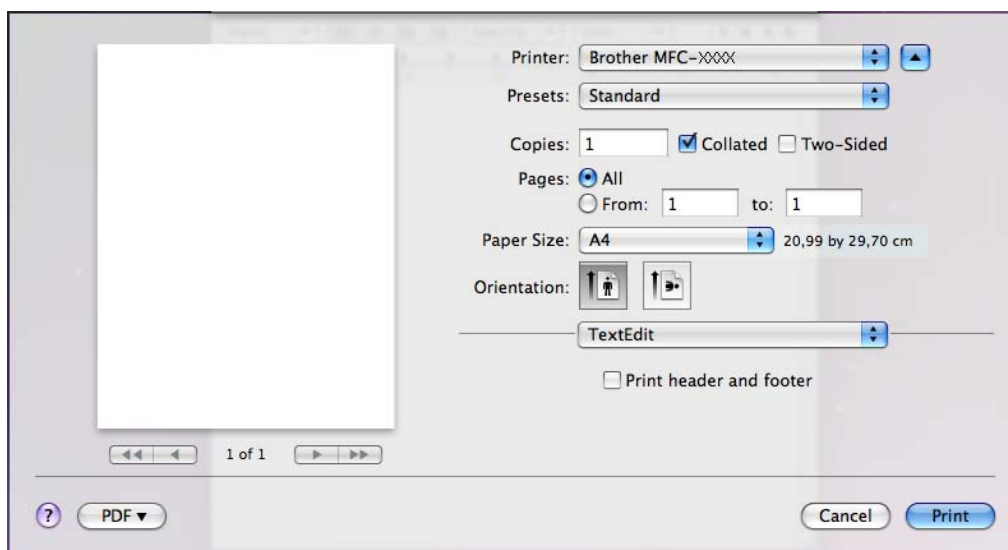 Printer: Brother MFC-XXXX
Presets: Standard
Copies: 1 Collated Two-Sided
Pages: All
From: 1 to: 1
Paper Size: A4 20,99 by 29,70 cm
Orientation:
TextEdit
Print header and footer
1 of 1
? PDF Cancel Print